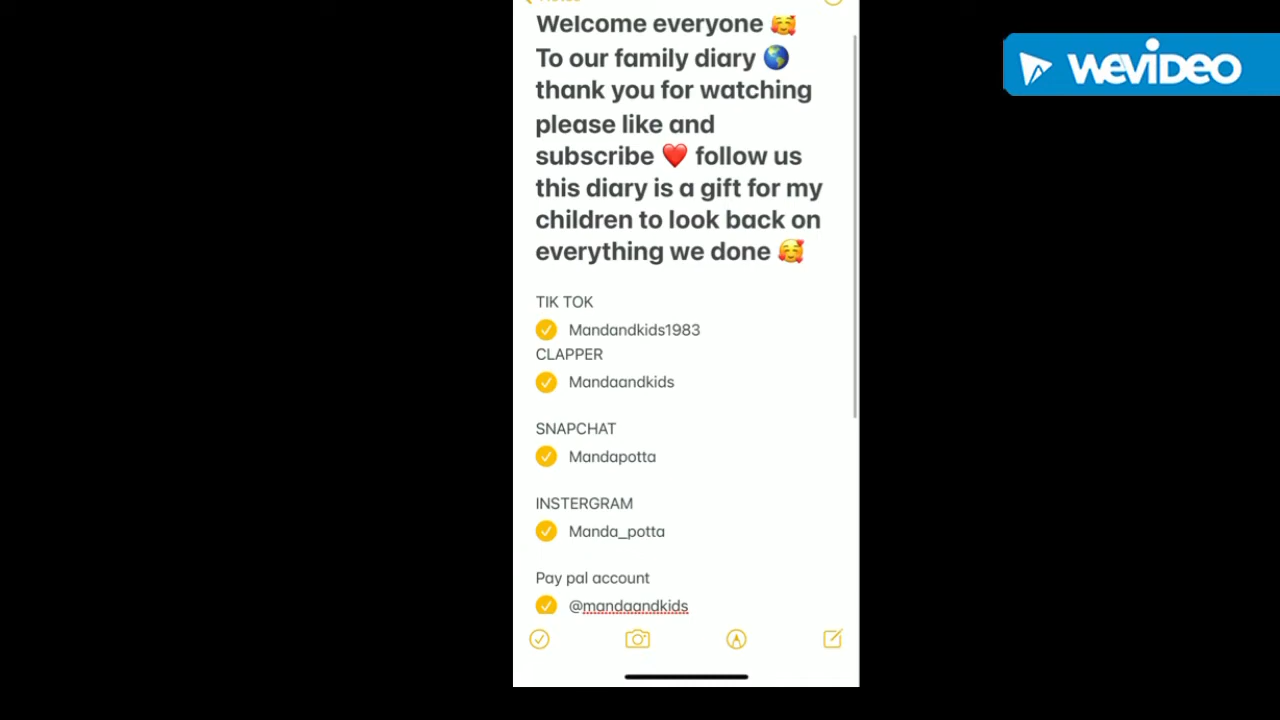 Welcome everyone 🥰
To our family diary 🌎
thank you for watching
please like and
subscribe ❤️ follow us
this diary is a gift for my
children to look back on
everything we done 🥰
TIK TOK
Mandandkids1983
CLAPPER
Mandaandkids
SNAPCHAT
Mandapotta
INSTERGRAM
Manda_potta
Pay pal account
@mandaandkids
WEVIDEO